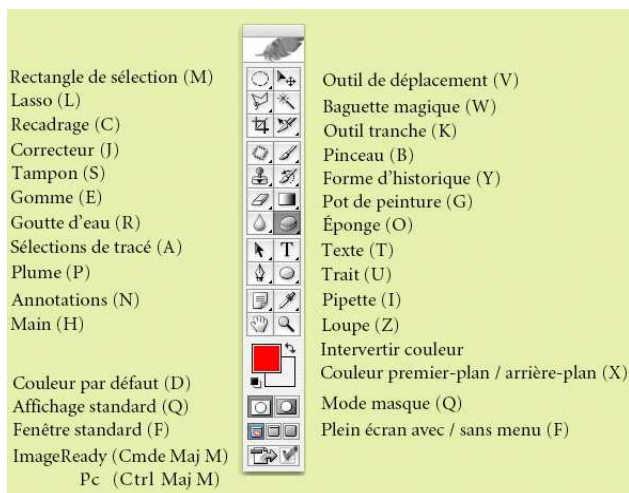 Rectangle de sélection (M)
Lasso (L)
Recadrage (C)
Correcteur (J)
Tampon (S)
Gomme (E)
Goutte d'eau (R)
Sélections de tracé (A)
Plume (P)
Annotations (N)
Main (H)
Couleur par défaut (D)
Affichage standard (Q)
Fenêtre standard (F)
ImageReady (Cmde Maj M)
Pc (Ctrl Maj M)
T
Outil de déplacement (V)
Baguette magique (W)
Outil tranche (K)
Pinceau (B)
Forme d'historique (Y)
Pot de peinture (G)
Éponge (O)
Texte (T)
Trait (U)
Pipette (I)
Loupe (Z)
Intervertir couleur
Couleur premier-plan / arrière-plan (X)
Mode masque (Q)
Plein écran avec / sans menu (F)